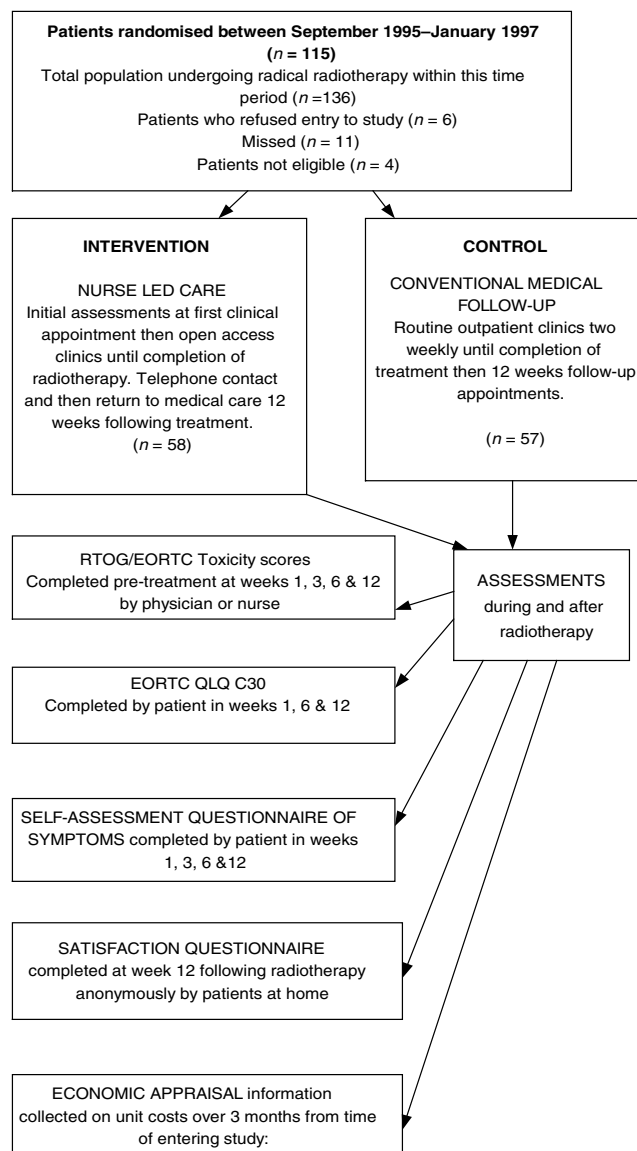 Patients randomised between September 1995–January 1997
(n = 115)
Total population undergoing radical radiotherapy within this time
period (n =136)
Patients who refused entry to study (n = 6)
Missed (n = 11)
Patients not eligible (n = 4)
INTERVENTION
NURSE LED CARE
Initial assessments at first clinical
appointment then open access
clinics until completion of
radiotherapy. Telephone contact
and then return to medical care 12
weeks following treatment.
(n = 58)
CONTROL
CONVENTIONAL MEDICAL
FOLLOW-UP
Routine outpatient clinics two
weekly until completion of
treatment then 12 weeks follow-up
appointments.
(n = 57)
RTOG/EORTC Toxicity scores
Completed pre-treatment at weeks 1, 3, 6 & 12
by physician or nurse
ASSESSMENTS
during and after
radiotherapy
EORTC QLQ C30
Completed by patient in weeks 1, 6 & 12
SELF-ASSESSMENT QUESTIONNAIRE OF
SYMPTOMS completed by patient in weeks
1, 3, 6 &12
SATISFACTION QUESTIONNAIRE
completed at week 12 following radiotherapy
anonymously by patients at home
ECONOMIC APPRAISAL information
collected on unit costs over 3 months from time
of entering study: